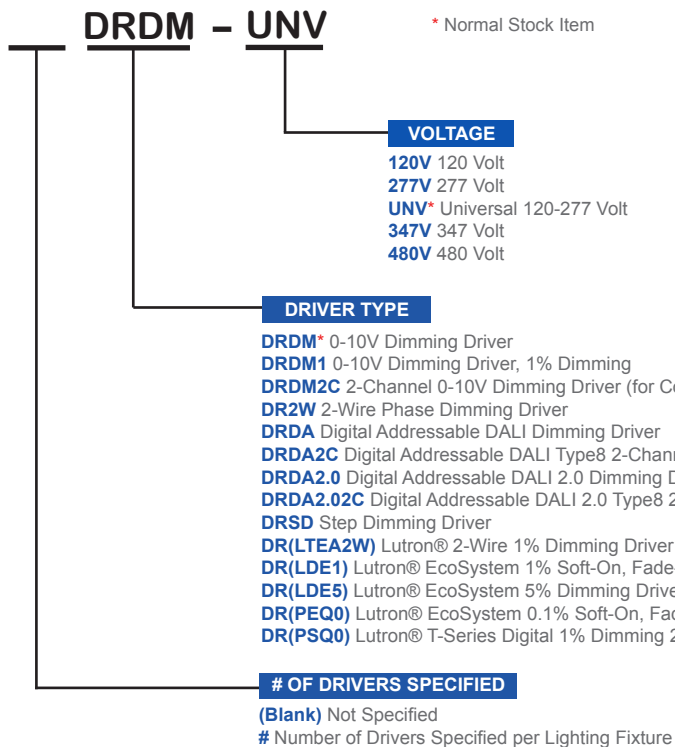 DRDM – UNV
* Normal Stock Item
VOLTAGE
120V 120 Volt
277V 277 Volt
UNV* Universal 120-277 Volt
347V 347 Volt
480V 480 Volt
DRIVER TYPE
DRDM* 0-10V Dimming Driver
DRDM1 0-10V Dimming Driver, 1% Dimming
DRDM2C 2-Channel 0-10V Dimming Driver (for
DR2W 2-Wire Phase Dimming Driver
DRDA Digital Addressable DALI Dimming Driver
DRDA2C Digital Addressable DALI Type8
DRDA2.0 Digital Addressable DALI 2.0 Dimming
DRDA2.02C Digital Addressable DALI 2.0 Type8
DRSD Step Dimming Driver
DR(LTEA2W) Lutron® 2-Wire 1% Dimming Driver
DR(LDE1) Lutron® EcoSystem 1% Soft-On,
DR(LDE5) Lutron® EcoSystem 5% Dimming
DR(PEQ0) Lutron® EcoSystem 0.1% Soft-On,
DR(PSQ0) Lutron® T-Series Digital 1% Dimming
# OF DRIVERS SPECIFIED
(Blank) Not Specified
# Number of Drivers Specified per Lighting Fixture